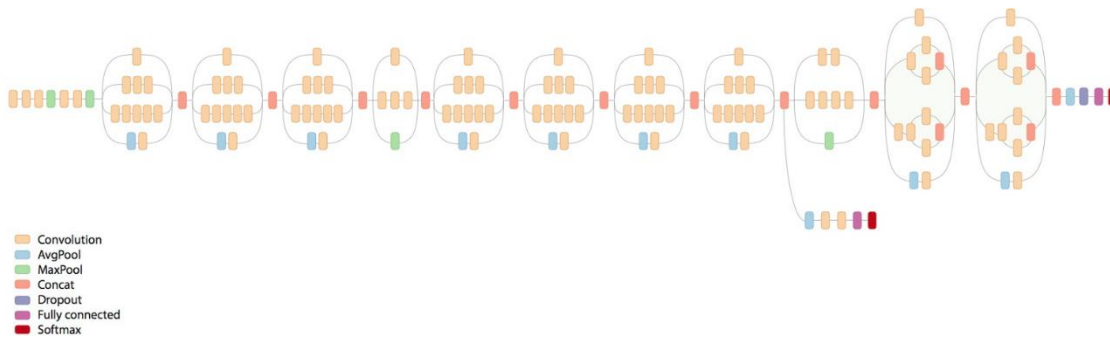 Convolution
AvgPool
MaxPool
Concat
Dropout
Fully connected
Softmax